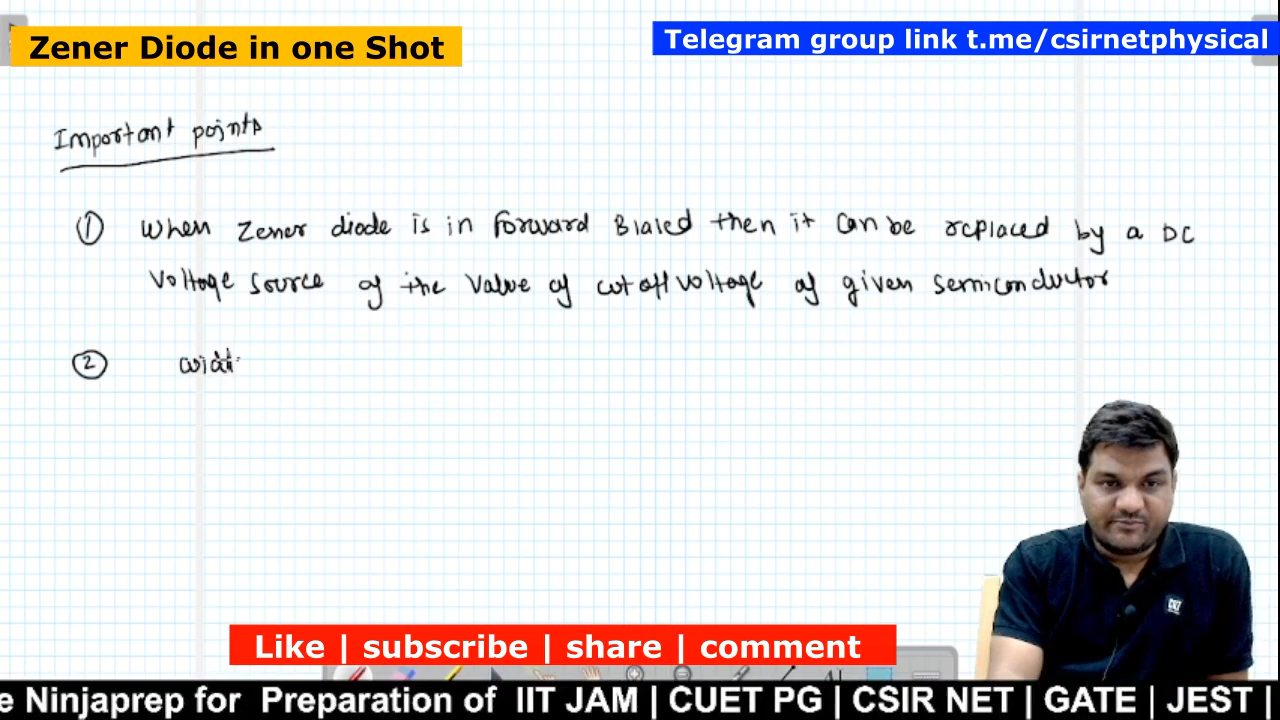 Zener Diode in one Shot
Telegram group link t.me/csirnetphysical
Important points
① When Zener diode is in Forward Biased then it can be replaced by a DC
Voltage source of the value of cut off voltage of given semiconductor
②
Like | subscribe | share | comment
e Ninjaprep for Preparation of IIT JAM | CUET PG | CSIR NET | GATE | JEST |